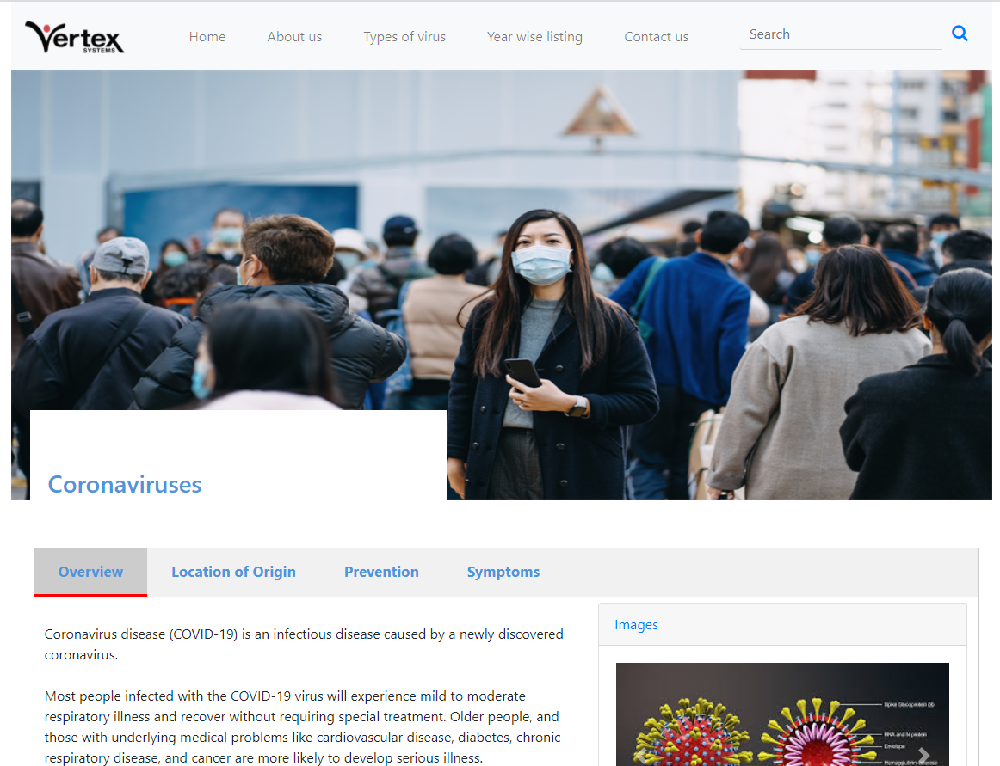 Vertex
SYSTEMS
Home
About us
Types of virus
Year wise listing
Contact us
Search
Coronaviruses
Overview
Location of Origin
Prevention
Symptoms
Coronavirus disease (COVID-19) is an infectious disease caused by a newly discovered
coronavirus.
Most people infected with the COVID-19 virus will experience mild to moderate
respiratory illness and recover without requiring special treatment. Older people, and
those with underlying medical problems like cardiovascular disease, diabetes, chronic
respiratory disease, and cancer are more likely to develop serious illness.
Images
Spike Glycoprotein (S)
RNA and N protein
Envelope